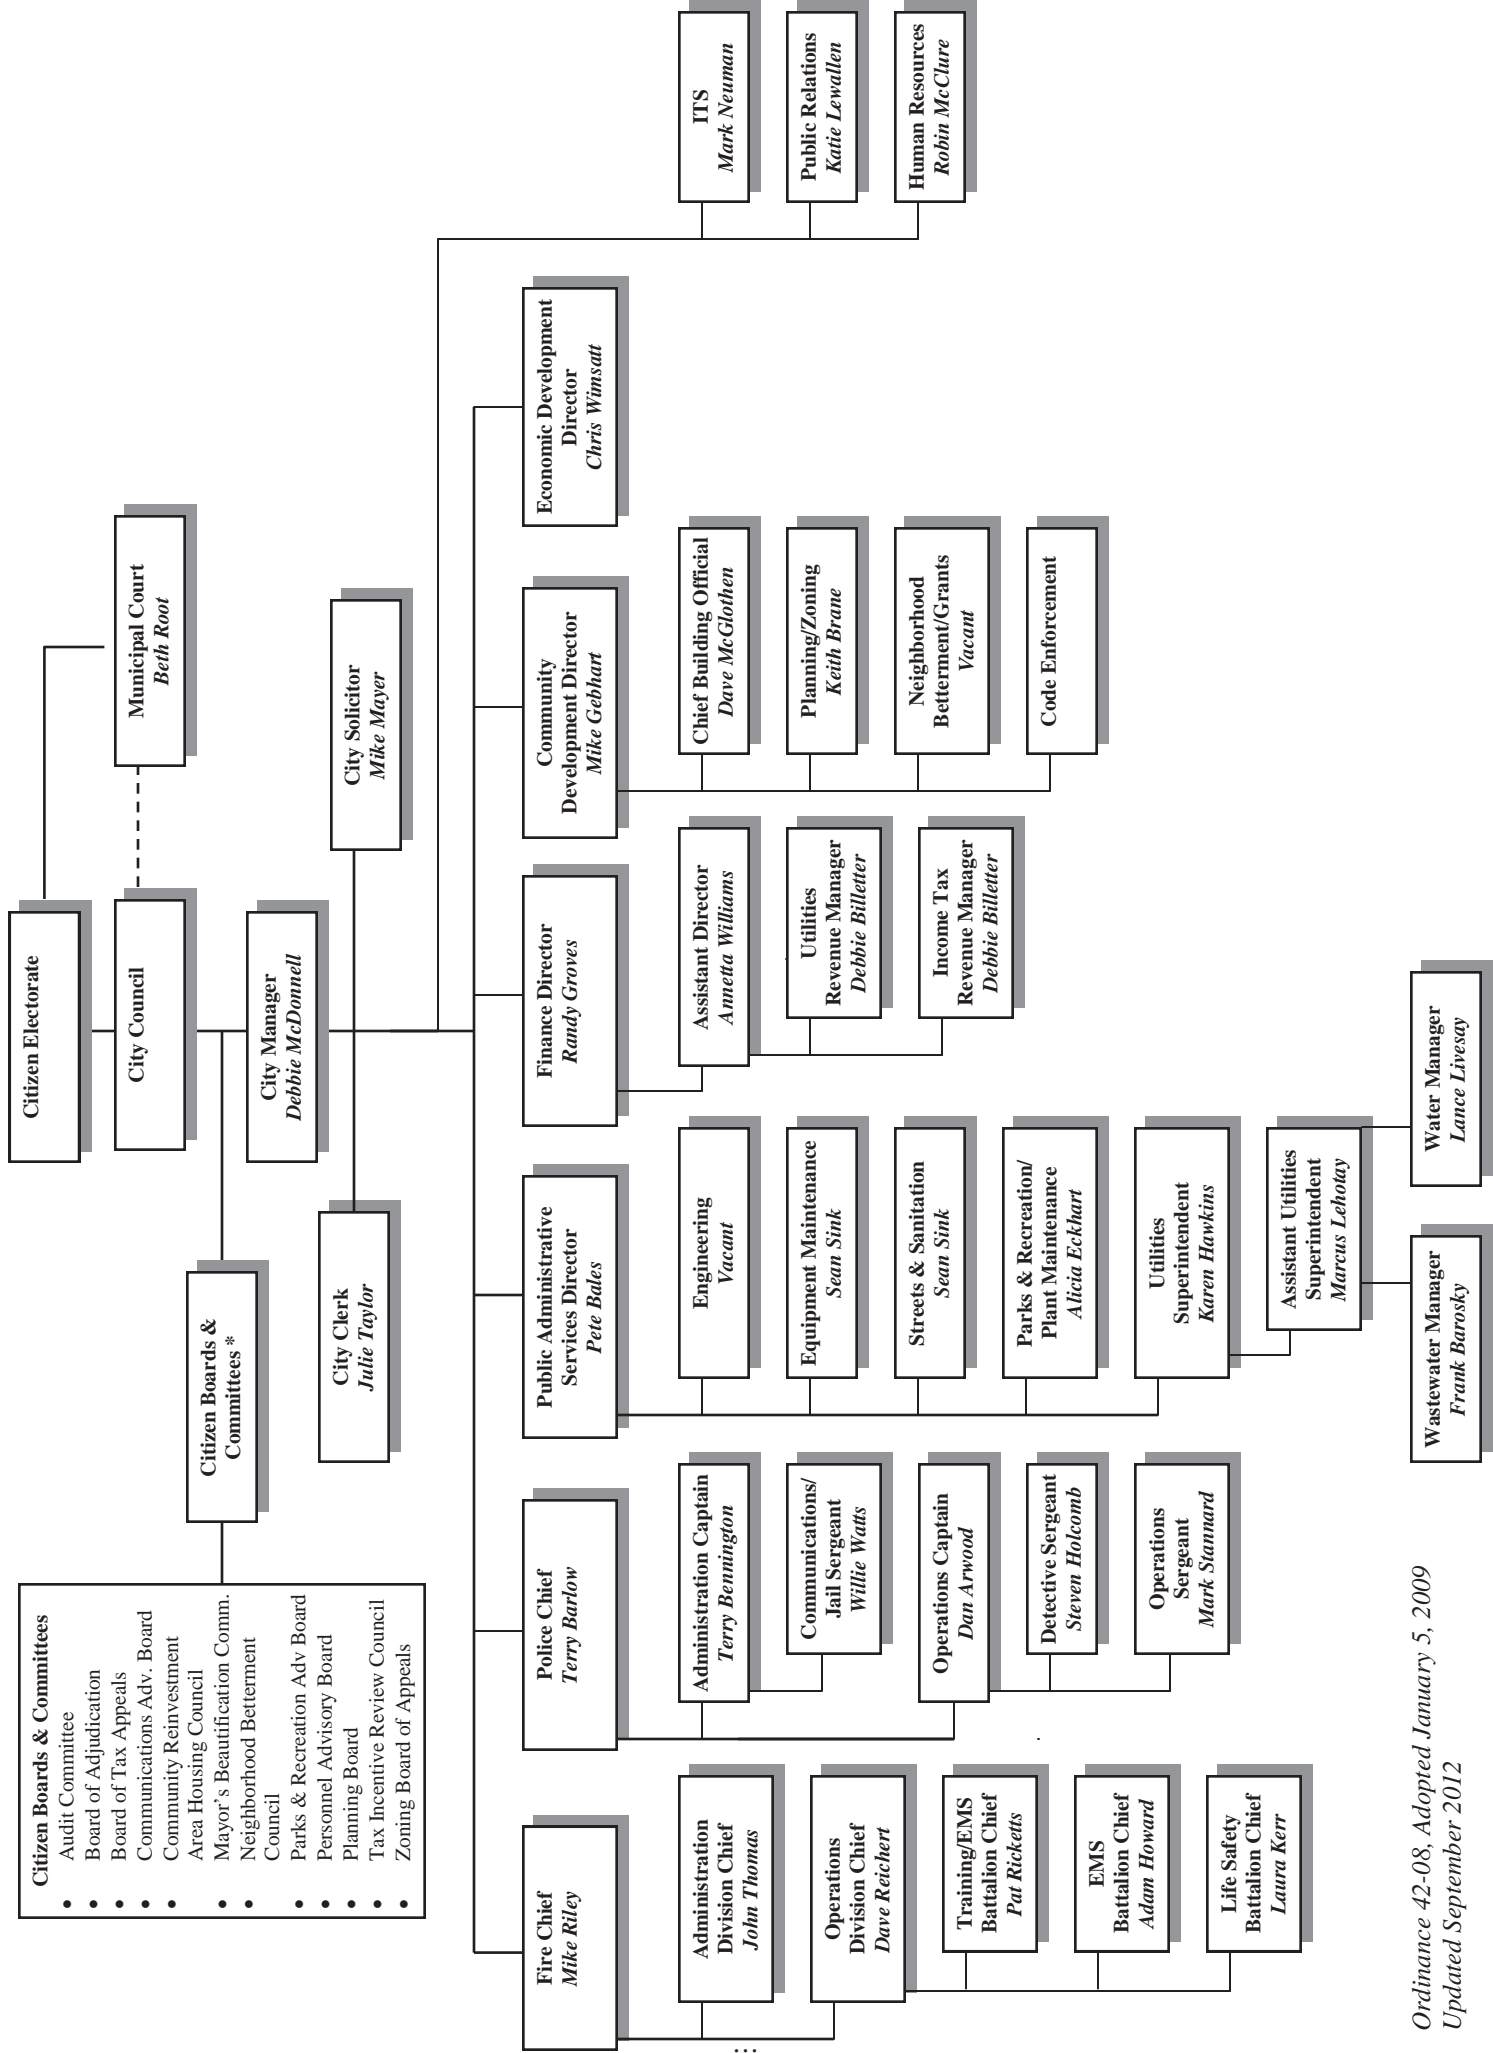 Citizen Electorate
City Council
Municipal Court
Beth Root
City Manager
Debbie McDonnell
Citizen Boards &
Committees *
Citizen Boards & Committees
• Audit Committee
• Board of Adjudication
• Board of Tax Appeals
• Communications Adv. Board
• Community Reinvestment
Area Housing Council
• Mayor's Beautification Comm.
• Neighborhood Betterment
Council
• Parks & Recreation Adv Board
• Personnel Advisory Board
• Planning Board
• Tax Incentive Review Council
• Zoning Board of Appeals
City Clerk
Julie Taylor
City Solicitor
Mike Mayer
Fire Chief
Mike Riley
Police Chief
Terry Barlow
Public Administrative
Services Director
Pete Bales
Finance Director
Randy Groves
Community
Development Director
Mike Gebhart
Economic Development
Director
Chris Wimsatt
Administration
Division Chief
John Thomas
Operations
Division Chief
Dave Reichert
Training/EMS
Battalion Chief
Pat Ricketts
EMS
Battalion Chief
Adam Howard
Life Safety
Battalion Chief
Laura Kerr
Administration Captain
Terry Bennington
Communications/
Jail Sergeant
Willie Watts
Operations Captain
Dan Arwood
Detective Sergeant
Steven Holcomb
Operations
Sergeant
Mark Stannard
Engineering
Vacant
Equipment Maintenance
Sean Sink
Streets & Sanitation
Sean Sink
Parks & Recreation/
Plant Maintenance
Alicia Eckhart
Utilities
Superintendent
Karen Hawkins
Assistant Utilities
Superintendent
Marcus Lehotay
Wastewater Manager
Frank Barosky
Water Manager
Lance Livesay
Assistant Director
Annetta Williams
Utilities
Revenue Manager
Debbie Billetter
Income Tax
Revenue Manager
Debbie Billetter
Chief Building Official
Dave McGlothen
Planning/Zoning
Keith Brane
Neighborhood
Betterment/Grants
Vacant
Code Enforcement
ITS
Mark Neuman
Public Relations
Katie Lewallen
Human Resources
Robin McClure
Ordinance 42-08, Adopted January 5, 2009
Updated September 2012